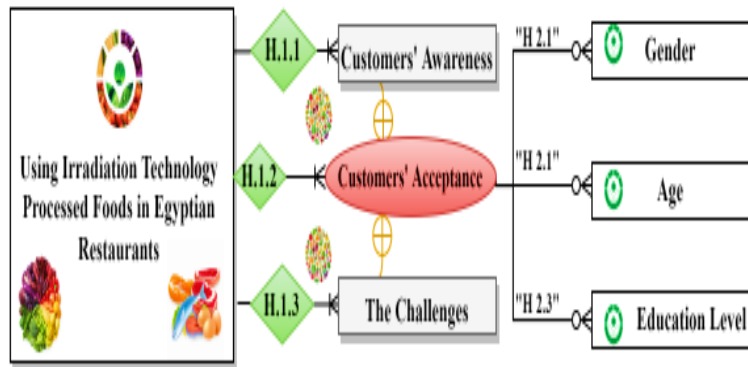 Using Irradiation Technology
Processed Foods in Egyptian
Restaurants
H.1.1
H.1.2
H.1.3
Customers' Awareness
Customers' Acceptance
The Challenges
"H 2.1"
"H 2.1"
"H 2.3"
Gender
Age
Education Level